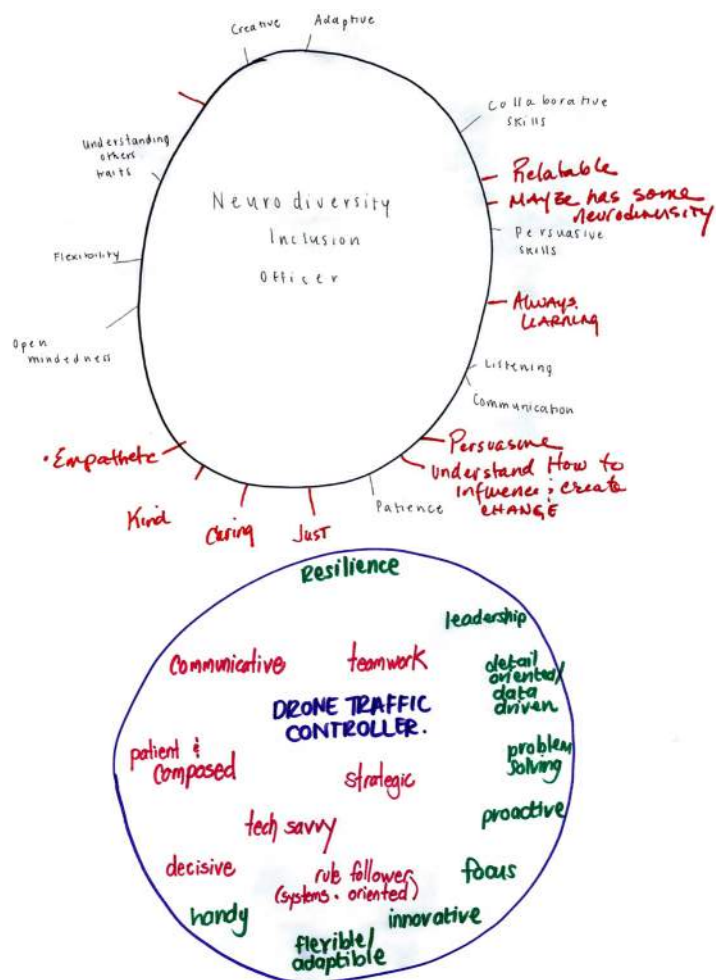 Creative
Adaptive
Collaborative
skills
Understanding
others
traits
Relatable
MAYBE has some
neurodiversity
Neurodiversity
Inclusion
Officer
Persuasive
skills
Flexibility
ALWAYS
LEARNING
Open
mindedness
Listening
Communication
• Empathetic
Persuasive
understand How to
influence & create
CHANGE
Patience
Kind
Caring
Just
Resilience
leadership
communicative
teamwork
detail
oriented/
data
driven
DRONE TRAFFIC
CONTROLLER.
patient &
composed
problem
solving
strategic
proactive
tech savvy
decisive
rule follower
(systems-oriented)
focus
handy
innovative
flexible/
adaptible